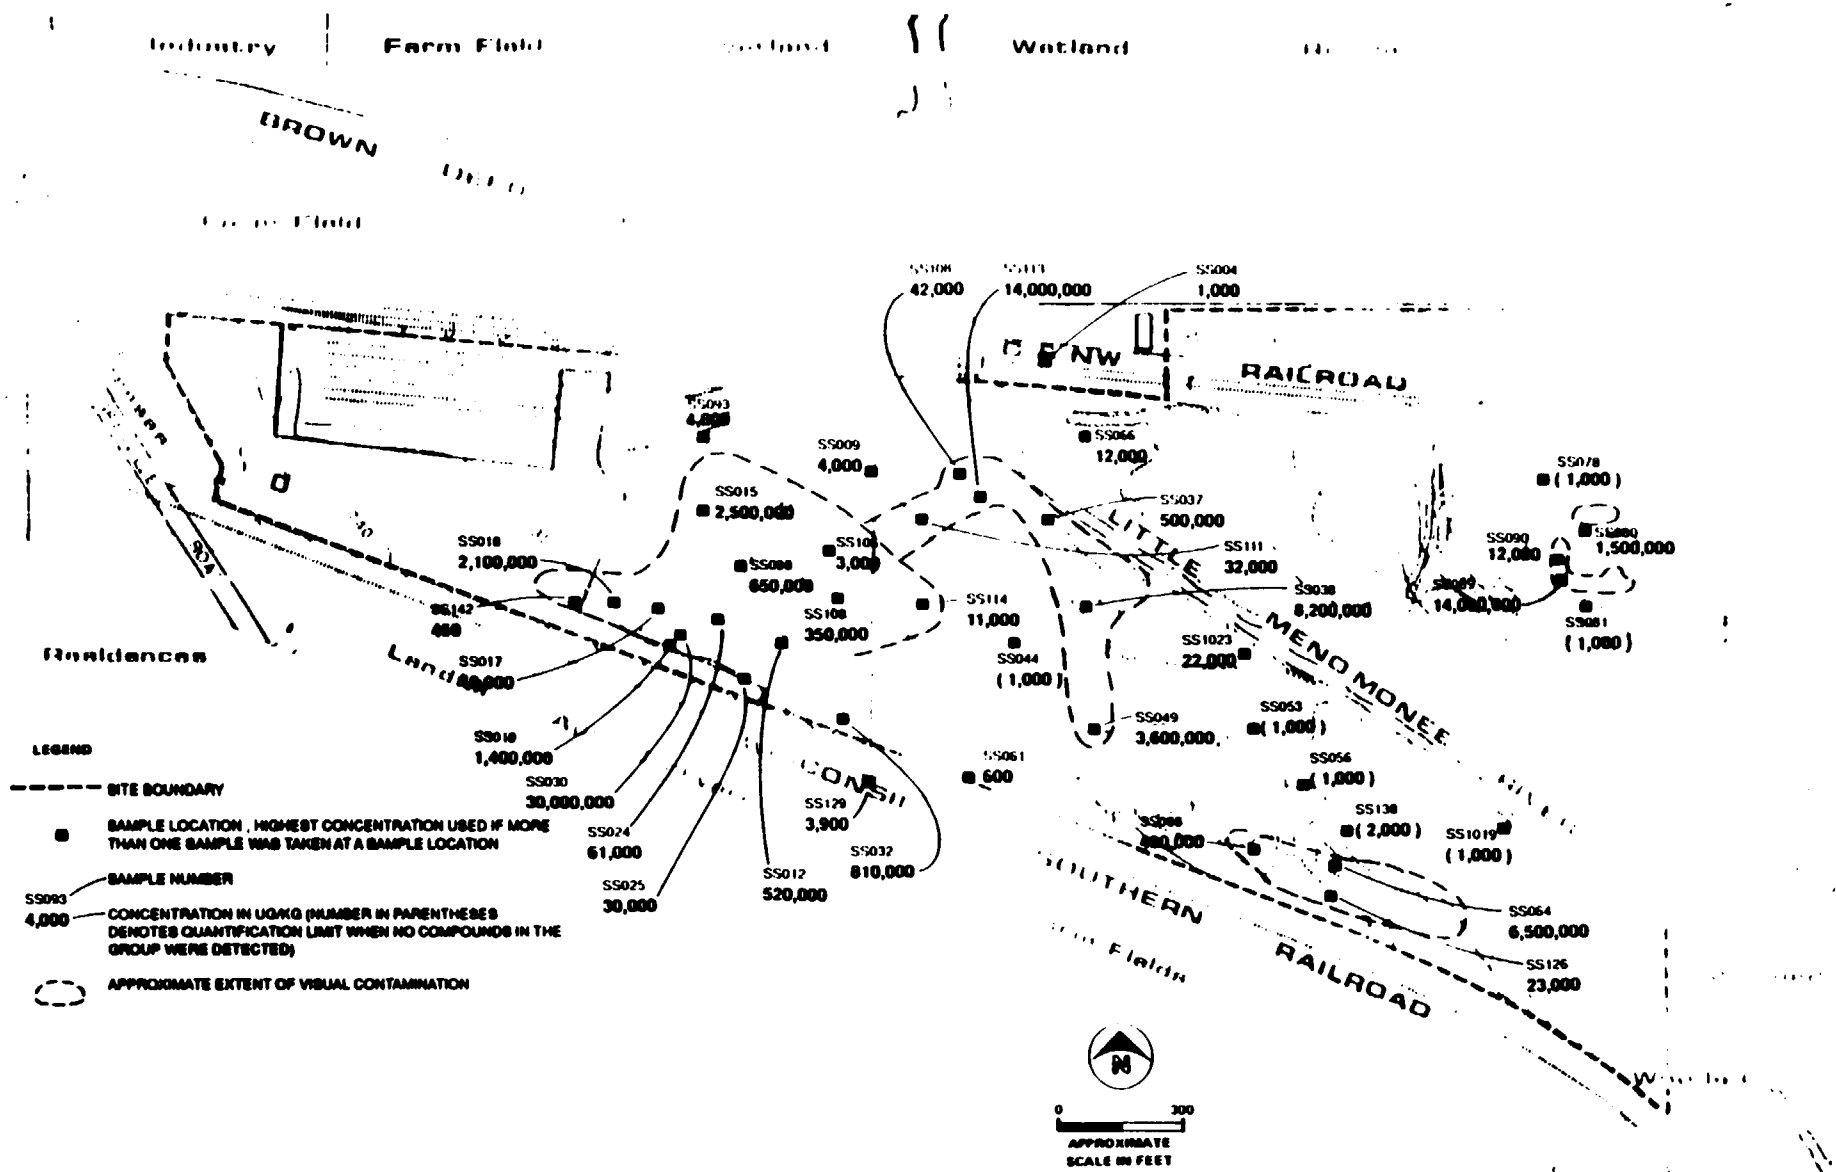 Industry
Farm Field
Wetland
BROWN
DEER
Field
SS106
42,000
SS113
14,000,000
SS004
1,000
C & NW
RAILROAD
SS093
4,000
SS009
4,000
SS066
12,000
SS015
2,500,000
SS037
500,000
SS078
( 1,000 )
SS018
2,100,000
3,000
SS111
32,000
SS090
12,000
1,500,000
650,000
LITTLE
SS038
8,200,000
14,000,000
SS142
SS108
350,000
SS114
11,000
SS081
( 1,000 )
Residences
SS017
SS044
( 1,000 )
SS1023
22,000
MENOMONEE
SS049
3,600,000
SS053
( 1,000 )
1,400,000
SS061
600
SS056
( 1,000 )
SS030
30,000,000
SS129
3,900
SS138
( 2,000 )
SS1019
( 1,000 )
SS024
61,000
SS032
810,000
SS012
520,000
SS025
30,000
SOUTHERN
RAILROAD
SS064
6,500,000
SS126
23,000
Fields
LEGEND
SITE BOUNDARY
SAMPLE LOCATION , HIGHEST CONCENTRATION USED IF MORE
THAN ONE SAMPLE WAS TAKEN AT A SAMPLE LOCATION
SS093
SAMPLE NUMBER
4,000
CONCENTRATION IN UG/KG (NUMBER IN PARENTHESES
DENOTES QUANTIFICATION LIMIT WHEN NO COMPOUNDS IN THE
GROUP WERE DETECTED)
APPROXIMATE EXTENT OF VISUAL CONTAMINATION
N
0 300
APPROXIMATE
SCALE IN FEET